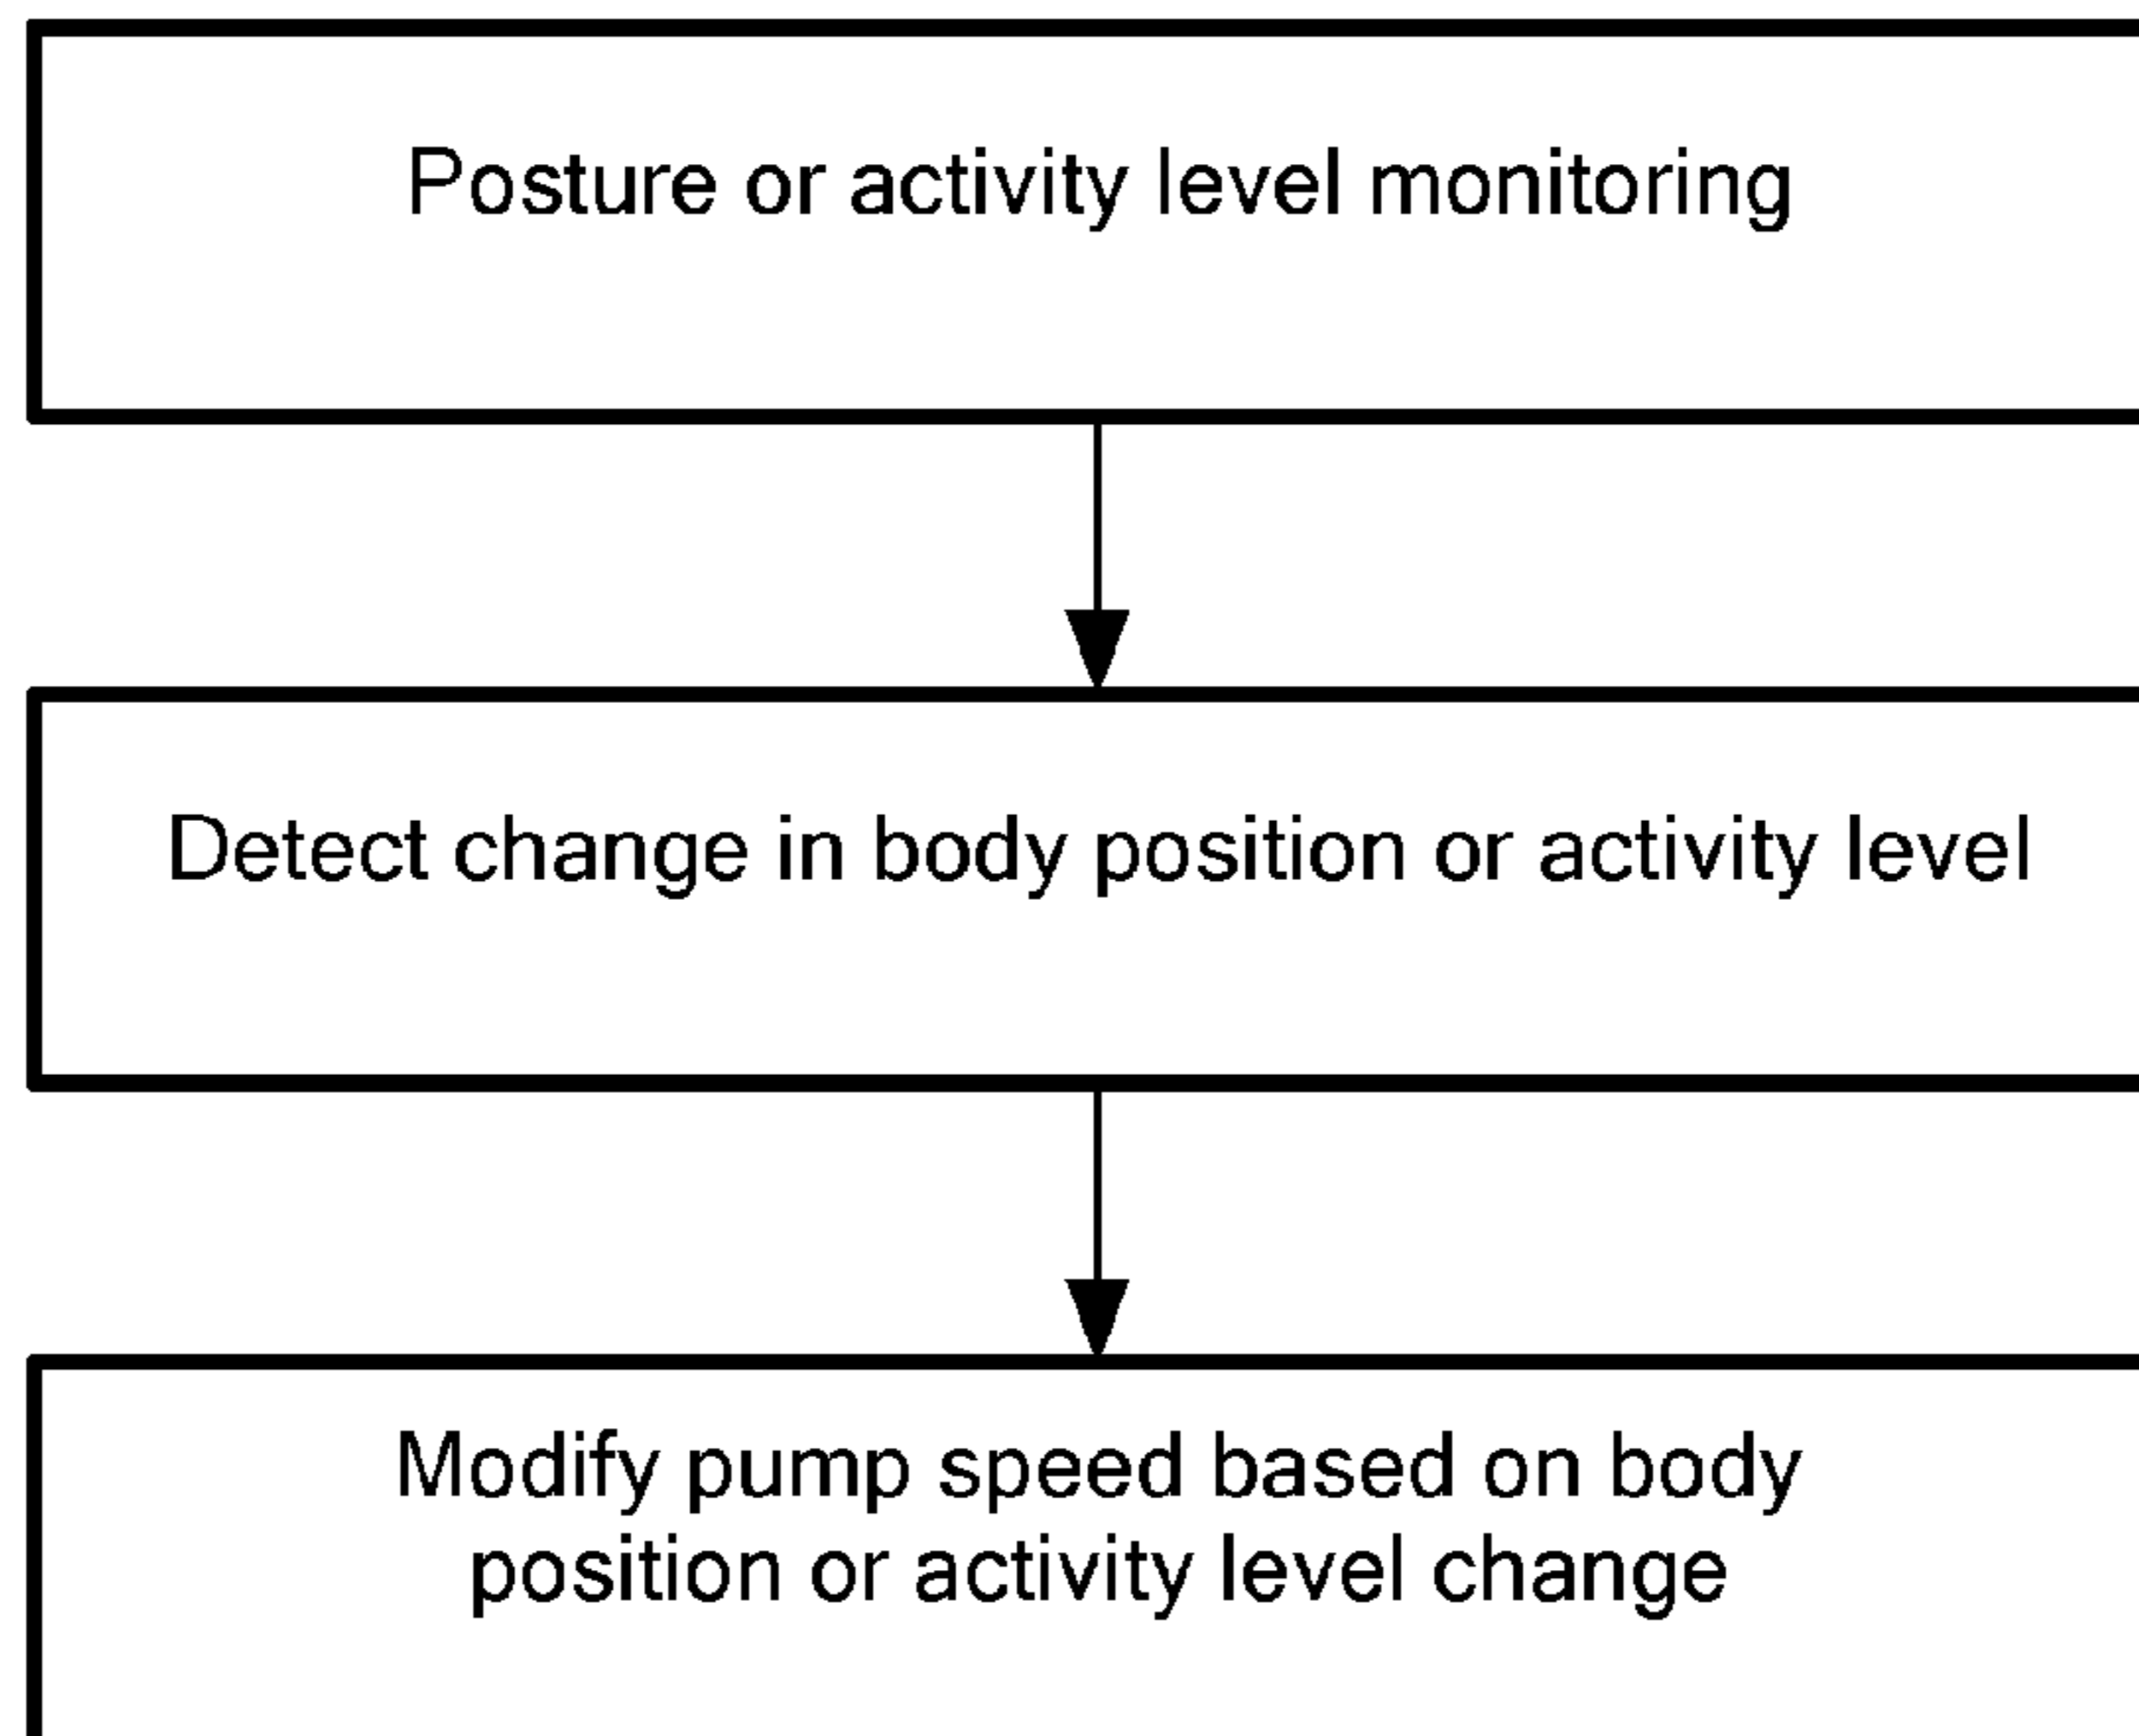 Posture or activity level monitoring
Detect change in body position or activity level
Modify pump speed based on body
position or activity level change